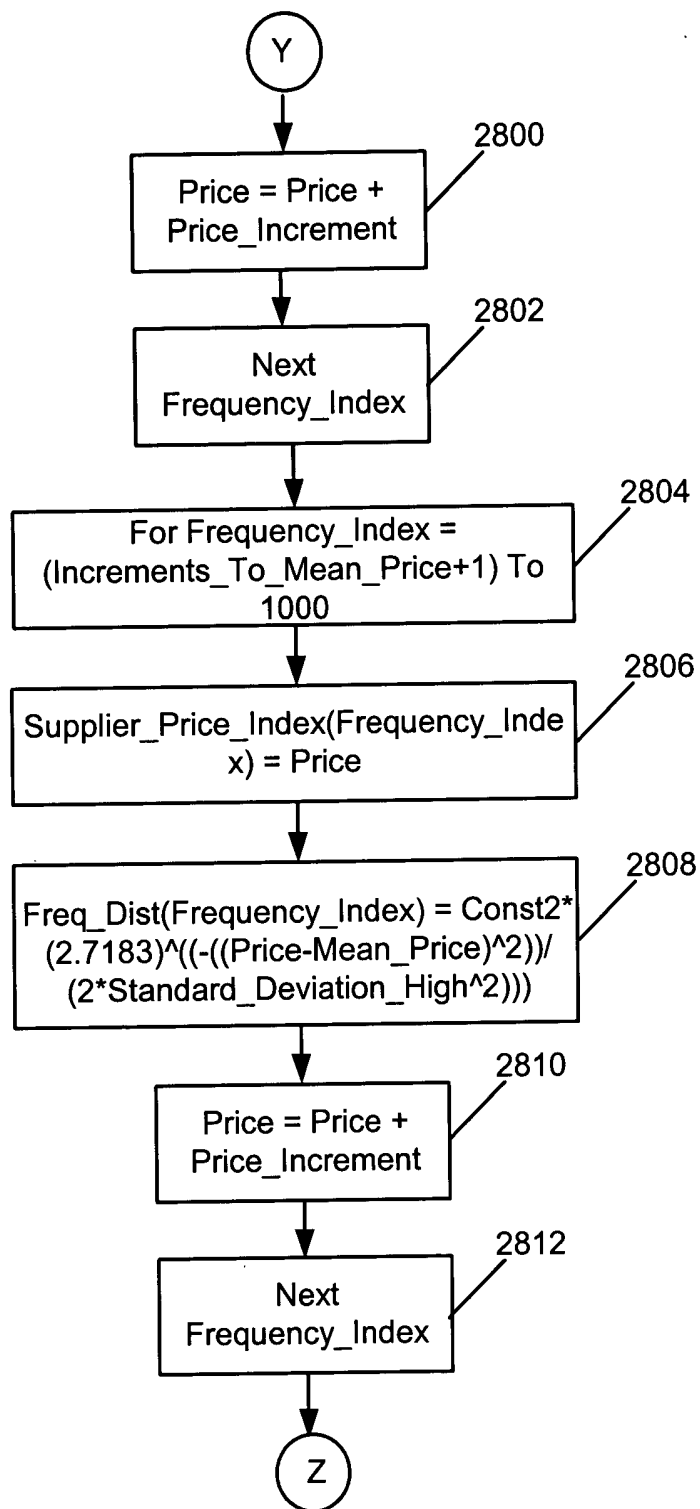 Y
2800
Price = Price +
Price_Increment
2802
Next
Frequency_Index
2804
For Frequency_Index =
(Increments_To_Mean_Price+1) To
1000
2806
Supplier_Price_Index(Frequency_Inde
x) = Price
2808
Freq_Dist(Frequency_Index) = Const2*
(2.7183)^((-((Price-Mean_Price)^2))/
(2*Standard_Deviation_High^2)))
2810
Price = Price +
Price_Increment
2812
Next
Frequency_Index
Z